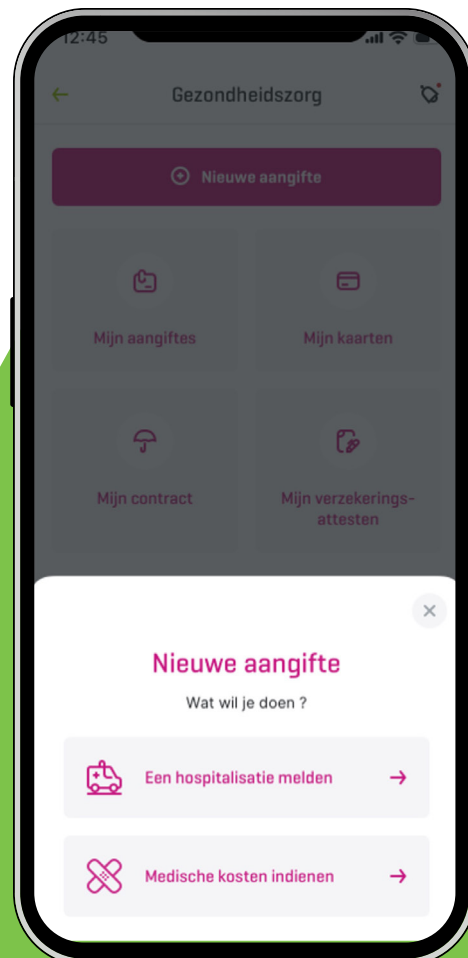 12:45
Gezondheidszorg
Nieuwe aangifte
Mijn aangiftes
Mijn kaarten
Mijn contract
Mijn verzekerings-
attesten
Nieuwe aangifte
Wat wil je doen ?
Een hospitalisatie melden
Medische kosten indienen